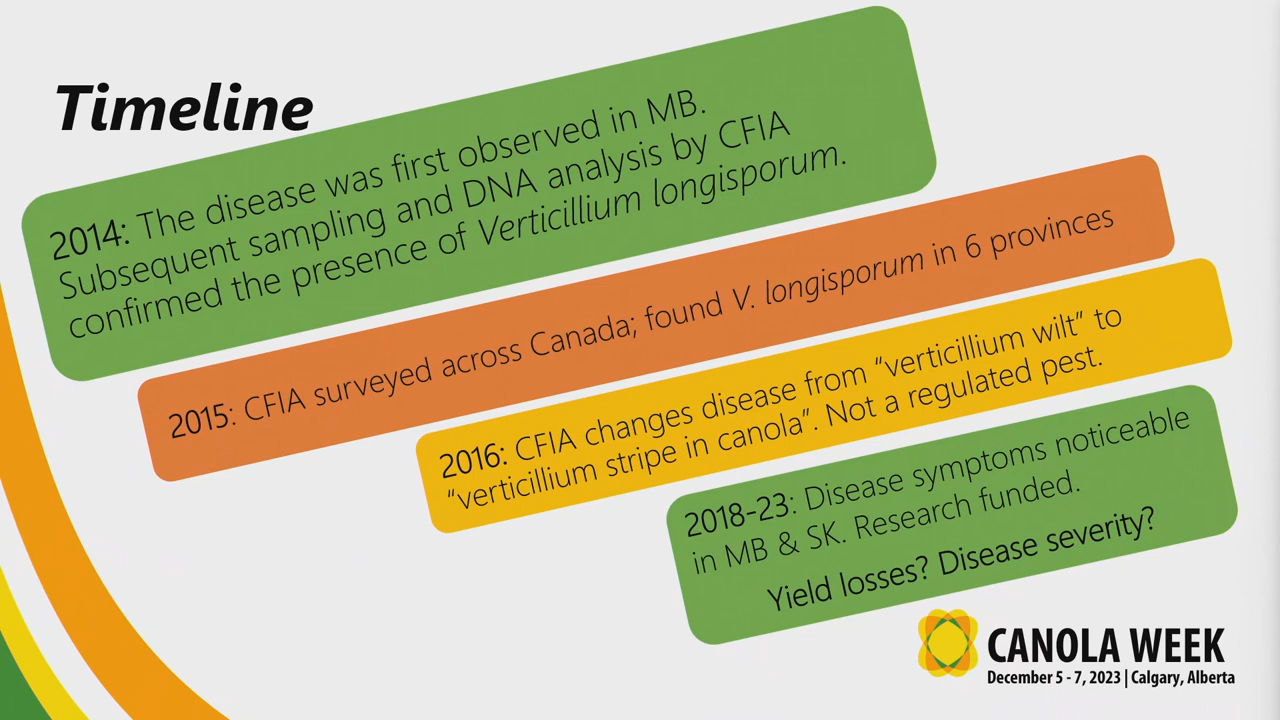 Timeline
2014: The disease was first observed in MB.
Subsequent sampling and DNA analysis by CFIA
confirmed the presence of Verticillium longisporum.
2015: CFIA surveyed across Canada; found V. longisporum in 6 provinces
2016: CFIA changes disease from “verticillium wilt” to
“verticillium stripe in canola”. Not a regulated pest.
2018-23: Disease symptoms noticeable
in MB & SK. Research funded.
Yield losses? Disease severity?
CANOLA WEEK
December 5 - 7, 2023 | Calgary, Alberta